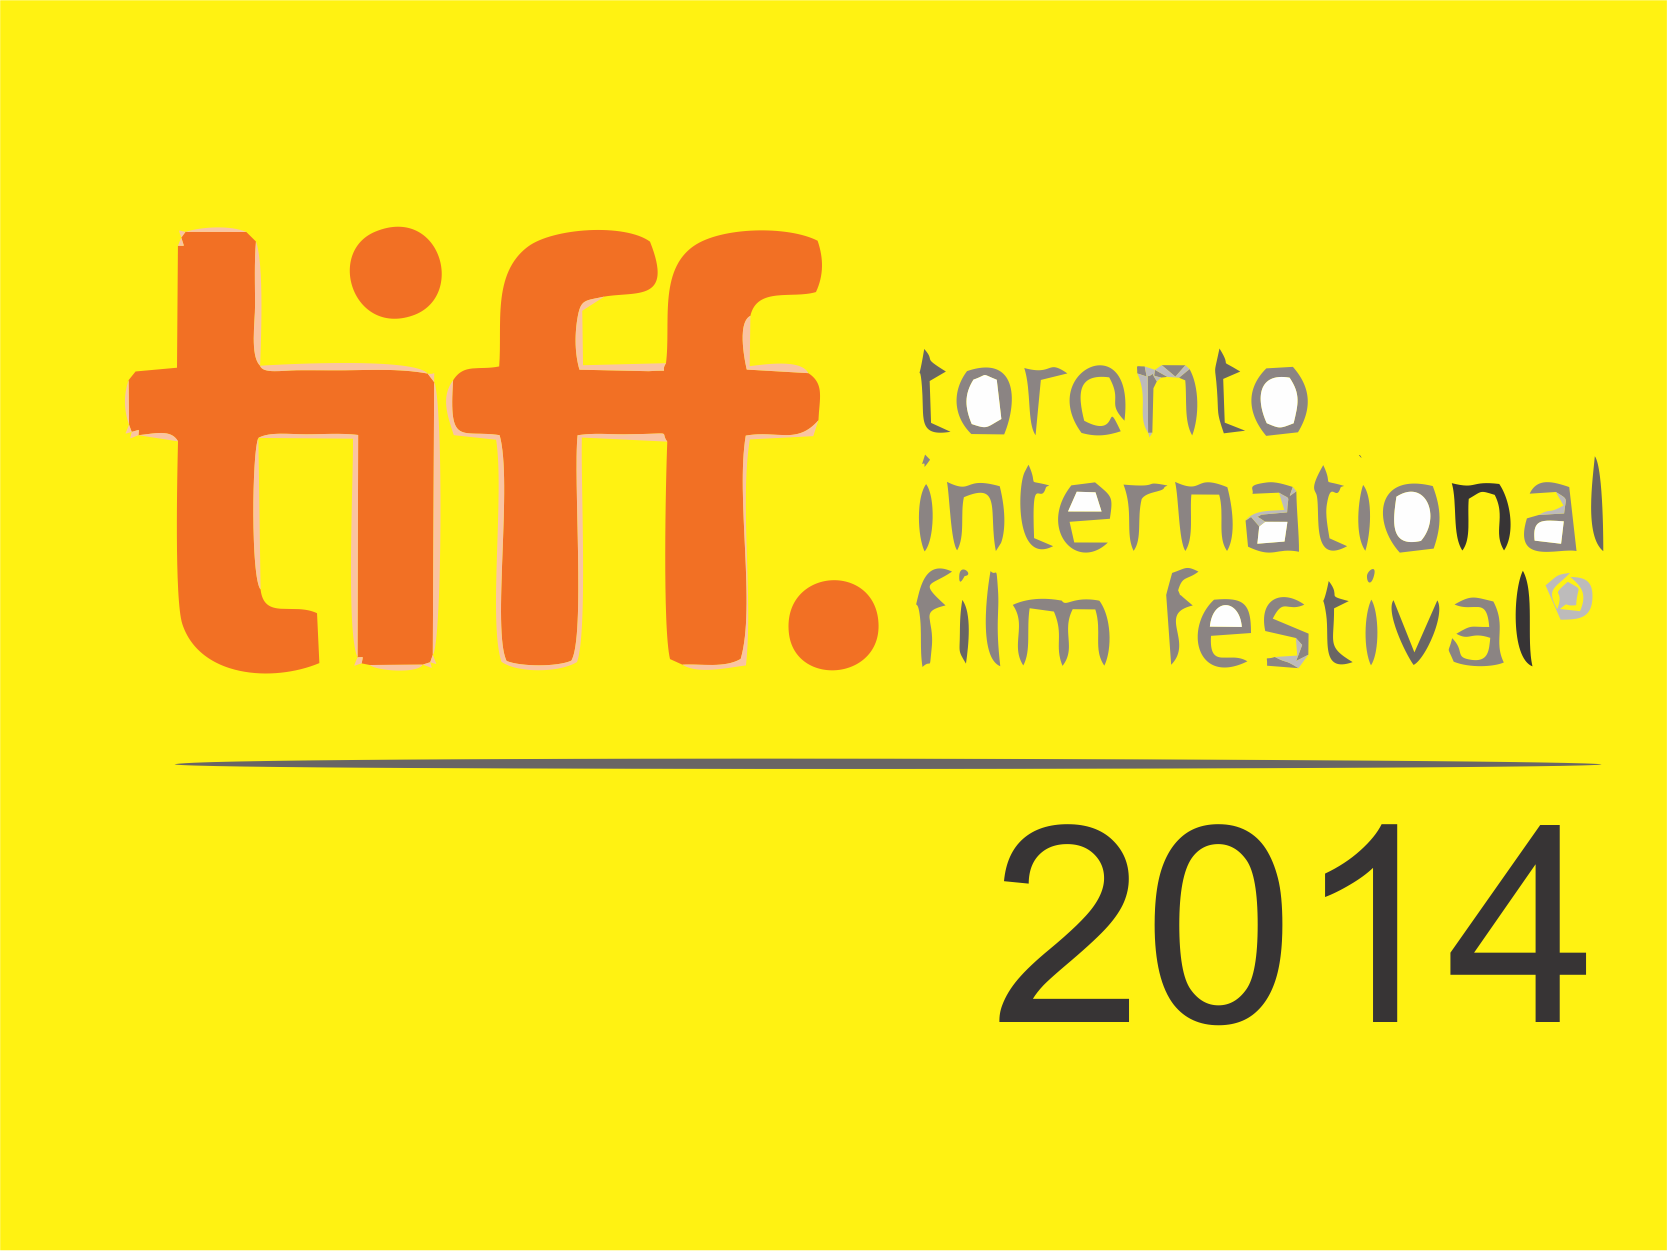 tiff.
toronto
international
film festival®
2014